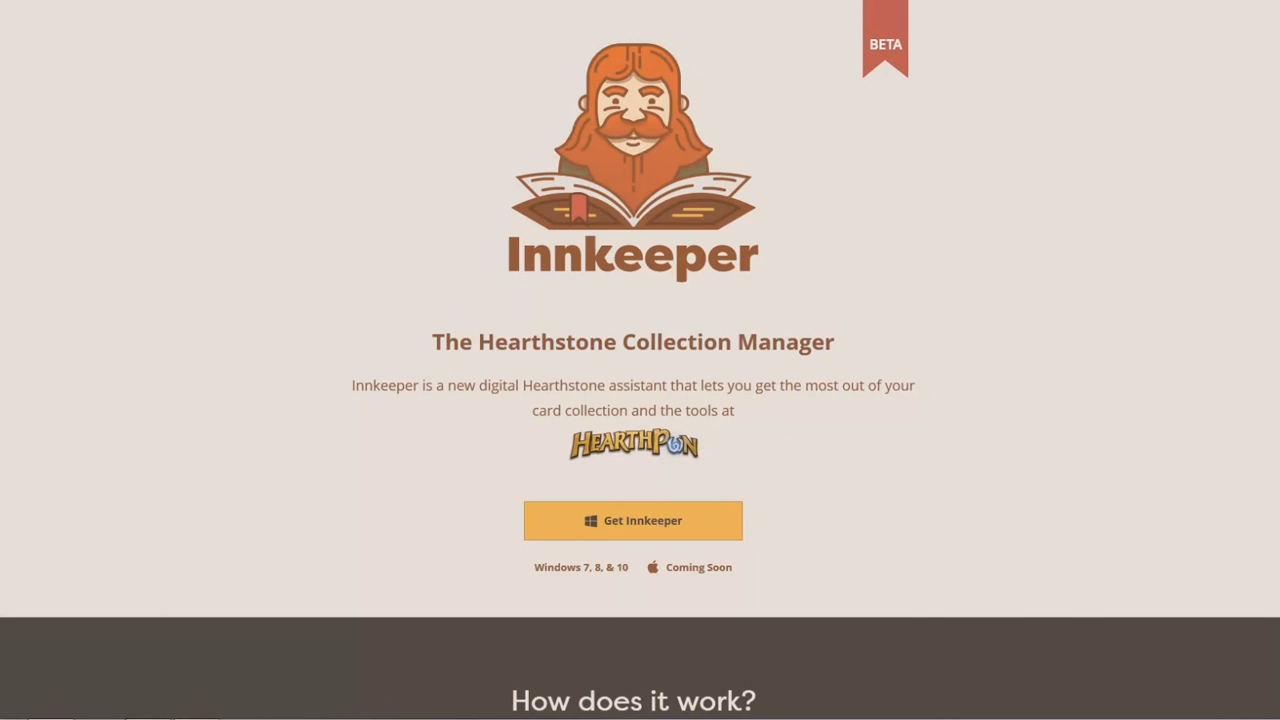 BETA
Innkeeper
The Hearthstone Collection Manager
Innkeeper is a new digital Hearthstone assistant that lets you get the most out of your
card collection and the tools at
HEARTHPWN
Get Innkeeper
Windows 7, 8, & 10 Coming Soon
How does it work?